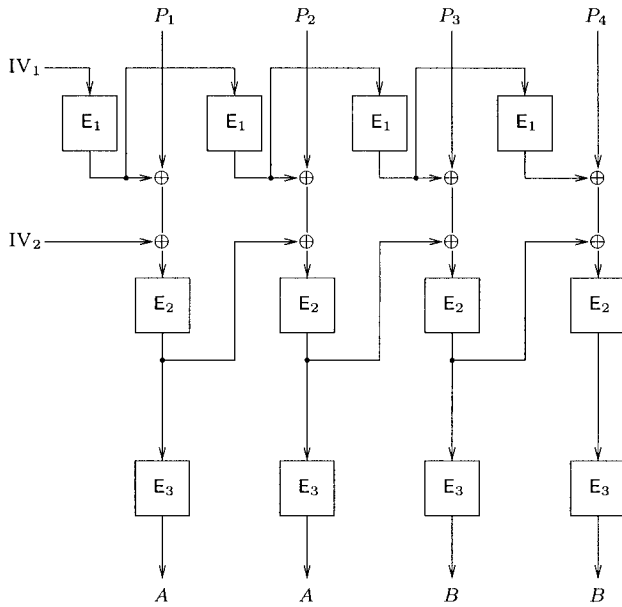 P₁ P₂ P₃ P₄
IV₁
E₁ E₁ E₁ E₁
IV₂
E₂ E₂ E₂ E₂
E₃ E₃ E₃ E₃
A A B B